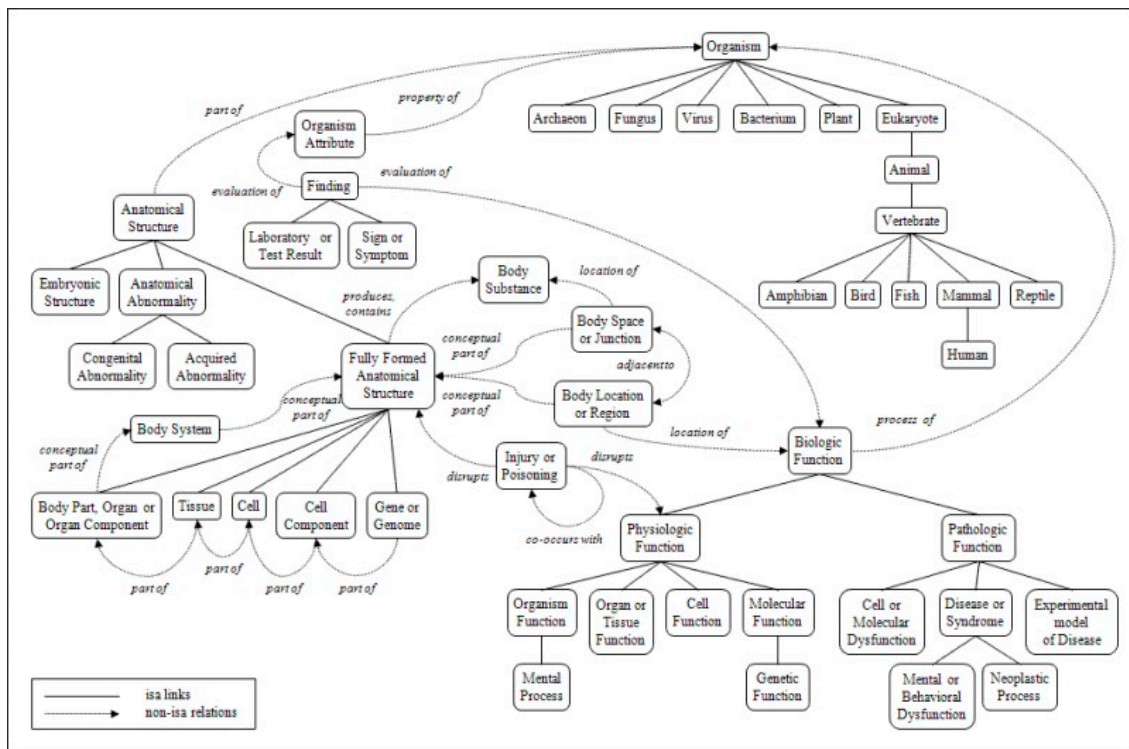 Organism
part of
property of
Archaeon
Fungus
Virus
Bacterium
Plant
Eukaryote
Organism
Attribute
evaluation of
Animal
evaluation of
Finding
Anatomical
Structure
Vertebrate
Laboratory or
Test Result
Sign or
Symptom
Embryonic
Structure
Anatomical
Abnormality
Body
Substance
location of
Amphibian
Bird
Fish
Mammal
Reptile
produces,
contains
Body Space
or Junction
conceptual
part of
Human
Congenital
Abnormality
Acquired
Abnormality
Fully Formed
Anatomical
Structure
adjacent to
conceptual
part of
Body Location
or Region
conceptual
part of
Body System
location of
process of
conceptual
part of
Biologic
Function
Injury or
Poisoning
disrupts
disrupts
Body Part, Organ or
Organ Component
Tissue
Cell
Cell
Component
Gene or
Genome
Physiologic
Function
Pathologic
Function
co-occurs with
part of
part of
part of
part of
Organism
Function
Organ or
Tissue
Function
Cell
Function
Molecular
Function
Cell or
Molecular
Dysfunction
Disease or
Syndrome
Experimental
model
of Disease
Mental
Process
Genetic
Function
Mental or
Behavioral
Dysfunction
Neoplastic
Process
isa links
non-isa relations